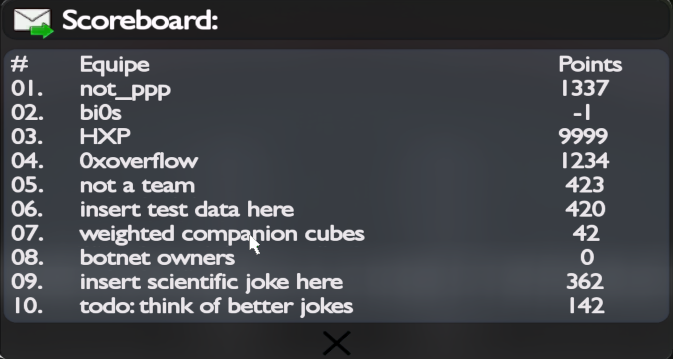 Scoreboard:
# Equipe Points
01. not_ppp 1337
02. bi0s -1
03. HXP 9999
04. 0xoverflow 1234
05. not a team 423
06. insert test data here 420
07. weighted companion cubes 42
08. botnet owners 0
09. insert scientific joke here 362
10. todo: think of better jokes 142